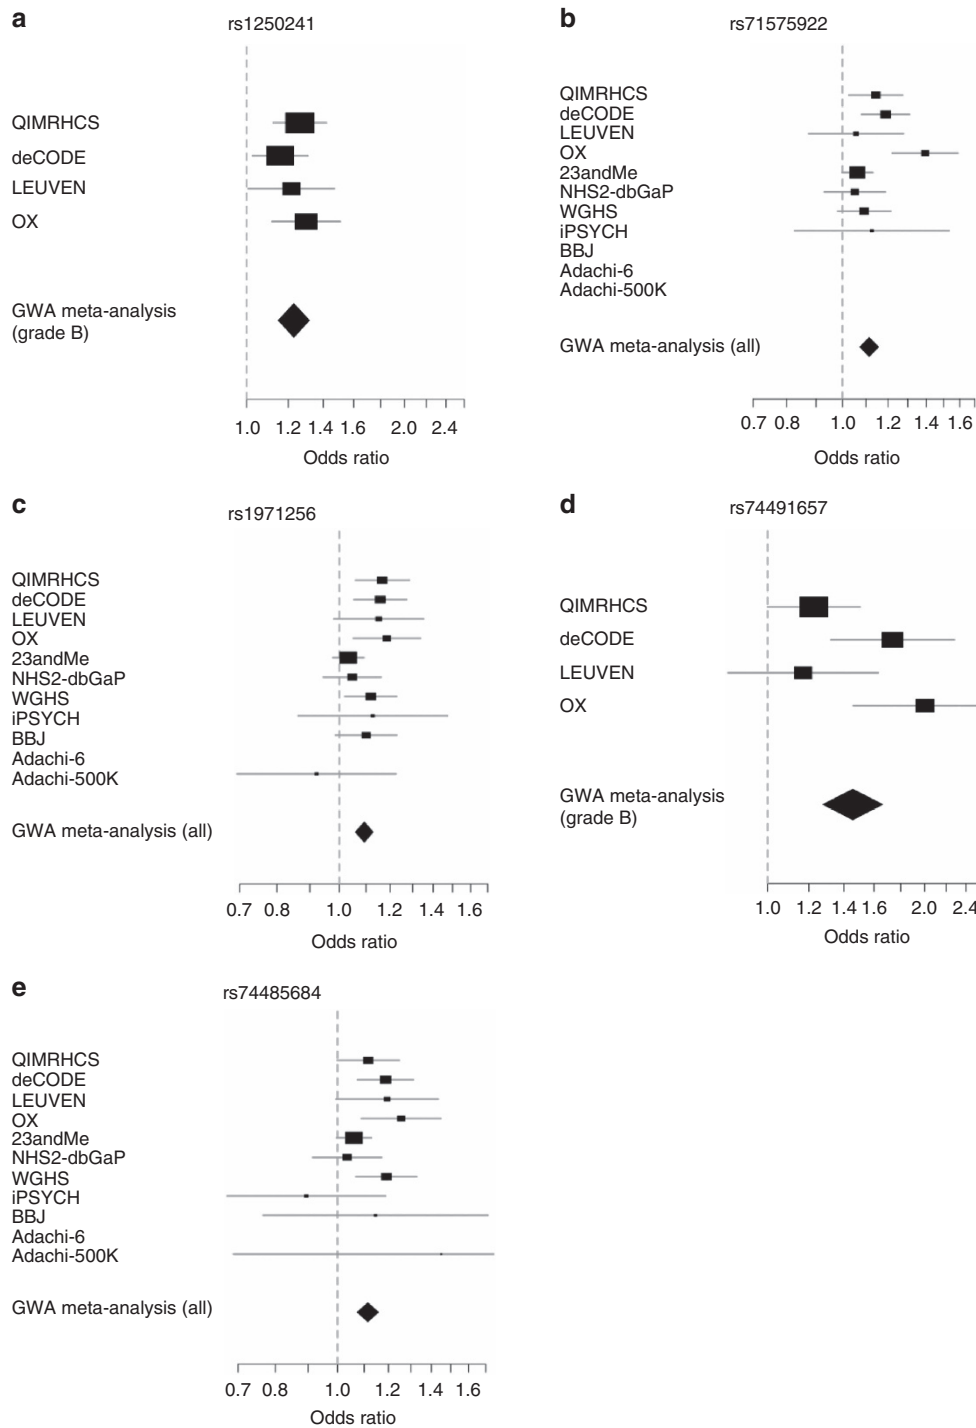 a
rs1250241
QIMRHCS
deCODE
LEUVEN
OX
GWA meta-analysis
(grade B)
1.0 1.2 1.4 1.6 2.0 2.4
Odds ratio
b
rs71575922
QIMRHCS
deCODE
LEUVEN
OX
23andMe
NHS2-dbGaP
WGHS
iPSYCH
BBJ
Adachi-6
Adachi-500K
GWA meta-analysis (all)
0.7 0.8 1.0 1.2 1.4 1.6
Odds ratio
c
rs1971256
QIMRHCS
deCODE
LEUVEN
OX
23andMe
NHS2-dbGaP
WGHS
iPSYCH
BBJ
Adachi-6
Adachi-500K
GWA meta-analysis (all)
0.7 0.8 1.0 1.2 1.4 1.6
Odds ratio
d
rs74491657
QIMRHCS
deCODE
LEUVEN
OX
GWA meta-analysis
(grade B)
1.0 1.2 1.4 1.6 2.0 2.4
Odds ratio
e
rs74485684
QIMRHCS
deCODE
LEUVEN
OX
23andMe
NHS2-dbGaP
WGHS
iPSYCH
BBJ
Adachi-6
Adachi-500K
GWA meta-analysis (all)
0.7 0.8 1.0 1.2 1.4 1.6
Odds ratio